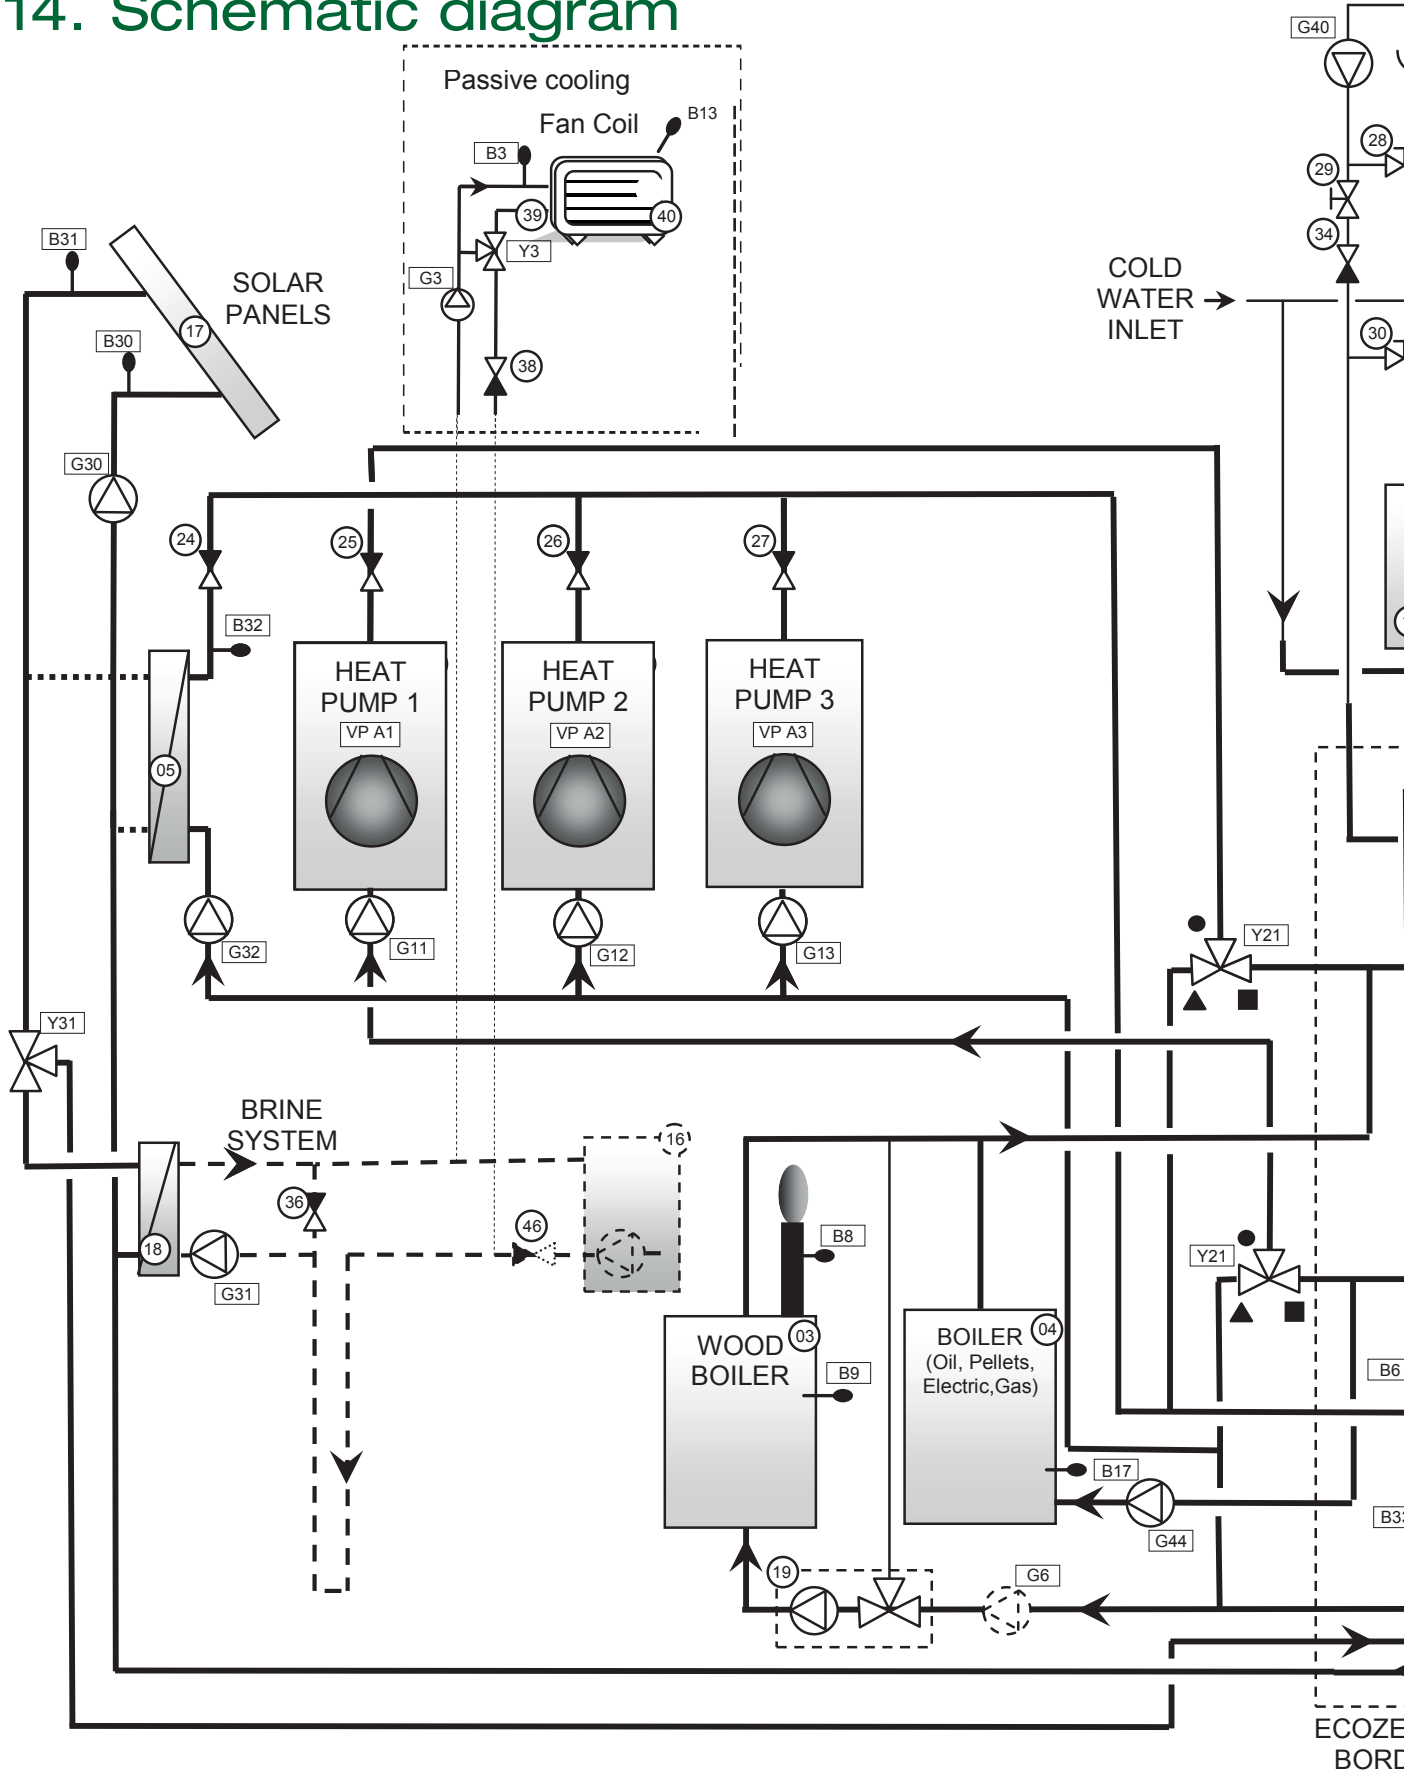 14. Schematic diagram
G40
Passive cooling
Fan Coil
B13
B3
28
29
39
40
34
B31
Y3
G3
SOLAR
PANELS
COLD
WATER
INLET
17
B30
30
38
G30
24
25
26
27
B32
HEAT
PUMP 1
VP A1
HEAT
PUMP 2
VP A2
HEAT
PUMP 3
VP A3
05
G32
G11
G12
G13
Y21
Y31
BRINE
SYSTEM
16
36
46
18
G31
B8
Y21
WOOD
BOILER
03
BOILER
(Oil, Pellets,
Electric,Gas)
04
B9
B6
B17
G44
B33
19
G6
ECOZE
BORD